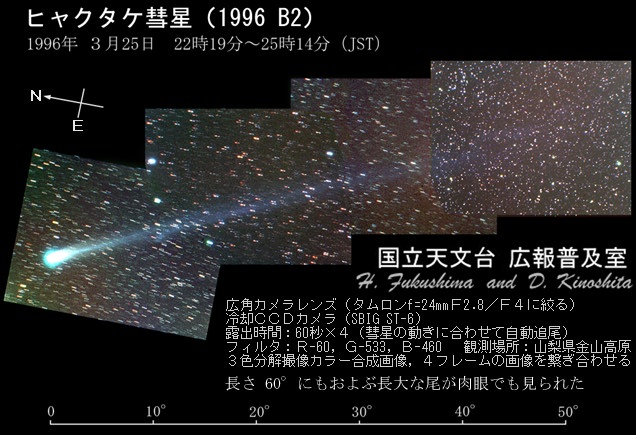 ヒャクタケ彗星 (1996 B2)
1996年 3月25日 22時19分～25時14分 (JST)
N
E
国立天文台 広報普及室
H. Fukushima and D. Kinoshita
広角カメラレンズ (タムロンf=24mmF2.8／F4に絞る)
冷却CCDカメラ (SBIG ST-6)
露出時間：60秒×4 (彗星の動きに合わせて自動追尾)
フィルタ：R-60, G-533, B-460 観測場所：山梨県金山高原
3色分解撮像カラー合成画像, 4フレームの画像を繋ぎ合わせる
長さ 60° にもおよぶ長大な尾が肉眼でも見られた
0 10° 20° 30° 40° 50°